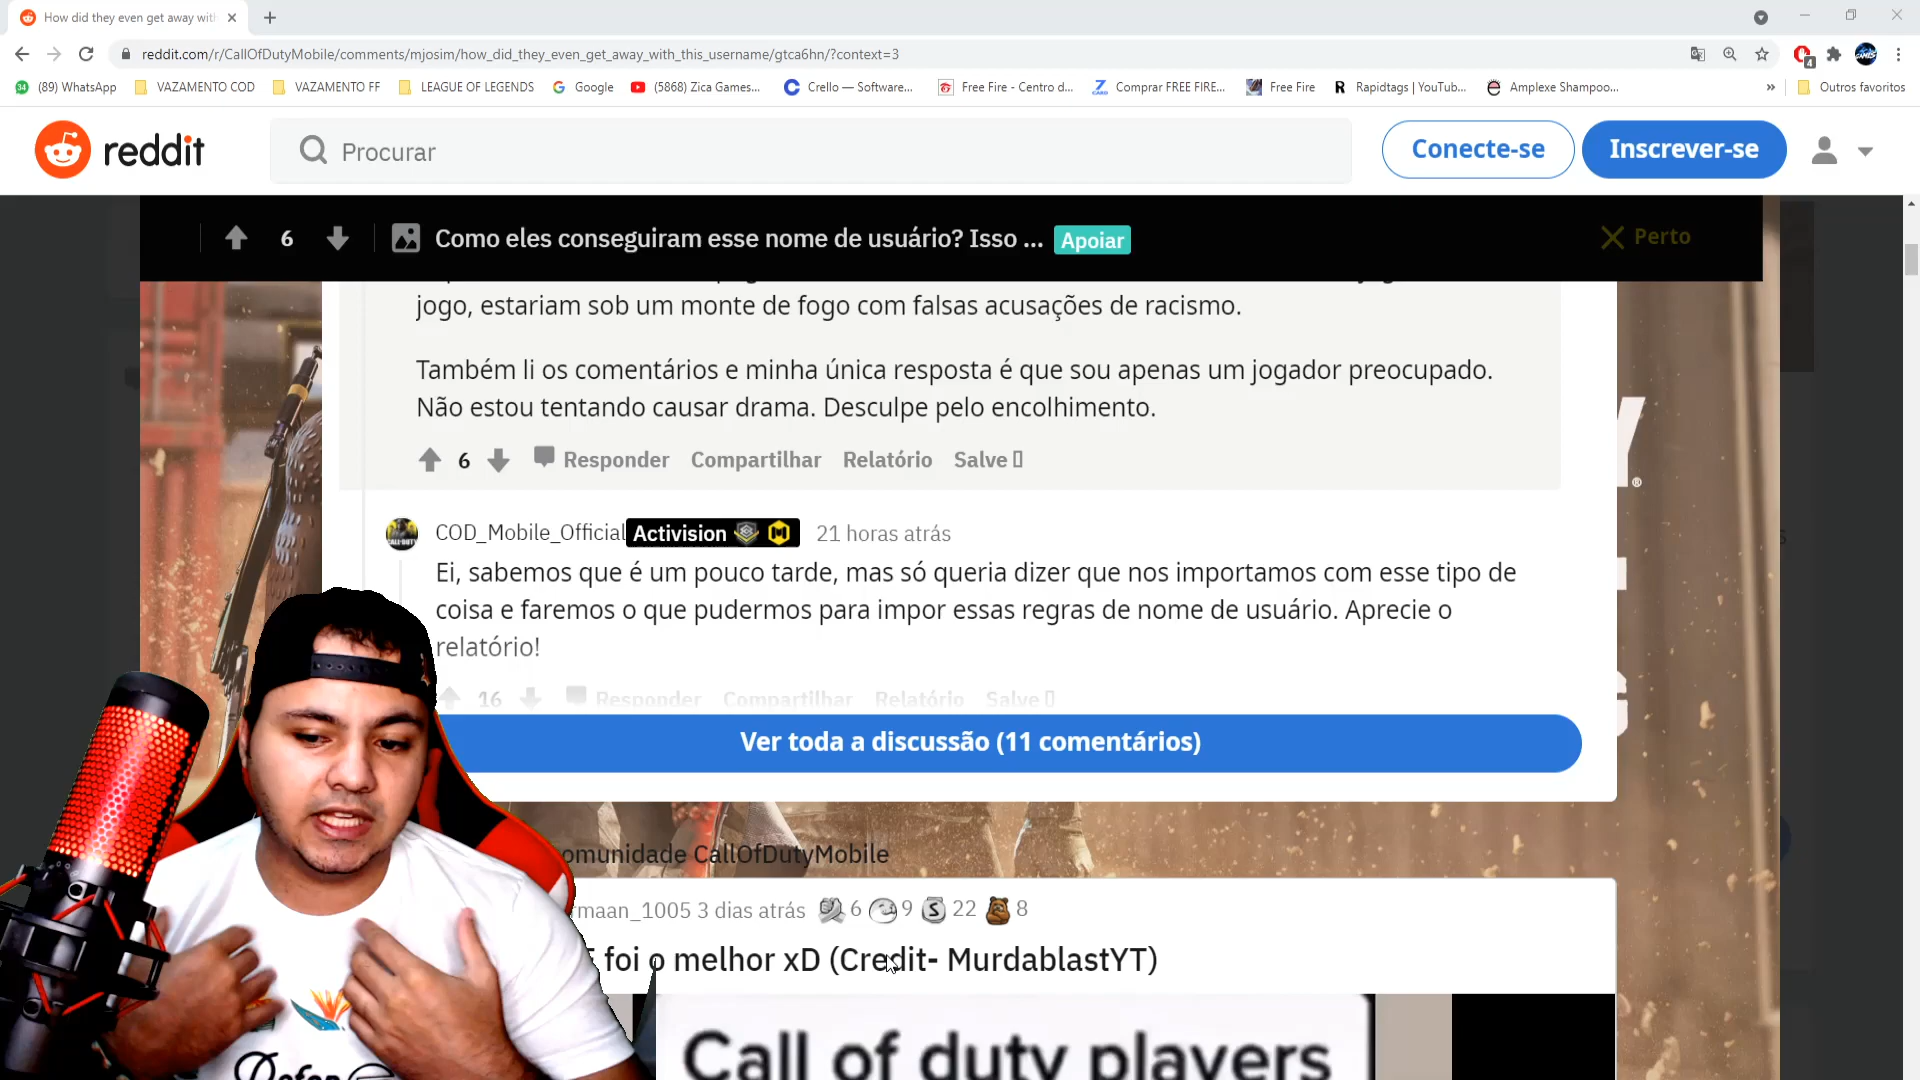 How did they even get away with
reddit.com/r/CallOfDutyMobile/comments/mjosim/how_did_they_even_get_away_with_this_username/gtca6hn/?context=3
4
34 (89) WhatsApp VAZAMENTO COD VAZAMENTO FF LEAGUE OF LEGENDS Google (5868) Zica Games... Crello — Software... Free Fire - Centro d... Comprar FREE FIRE... Free Fire Rapidtags | YouTub... Amplexe Shampoo... » Outros favoritos
reddit Procurar Conecte-se Inscrever-se
6 Como eles conseguiram esse nome de usuário? Isso ... Apoiar Perto
jogo, estariam sob um monte de fogo com falsas acusações de racismo.
Também li os comentários e minha única resposta é que sou apenas um jogador preocupado.
Não estou tentando causar drama. Desculpe pelo encolhimento.
6 Responder Compartilhar Relatório Salve
COD_Mobile_Official Activision 21 horas atrás
Ei, sabemos que é um pouco tarde, mas só queria dizer que nos importamos com esse tipo de
coisa e faremos o que pudermos para impor essas regras de nome de usuário. Aprecie o
relatório!
16 Responder Compartilhar Relatório Salve
Ver toda a discussão (11 comentários)
omunidade CallOfDutyMobile
rmaan_1005 3 dias atrás 6 9 22 8
foi o melhor xD (Credit- MurdablastYT)
Call of duty players